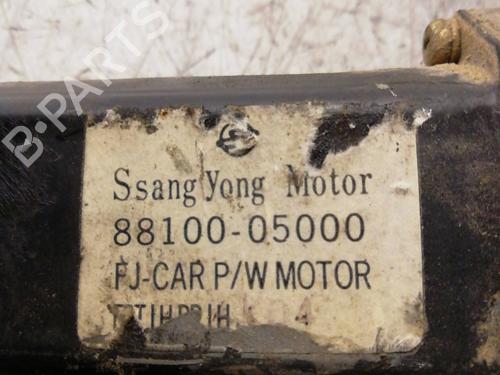 B-PARTS
Ssang Yong Motor
88100-05000
FJ-CAR P/W MOTOR